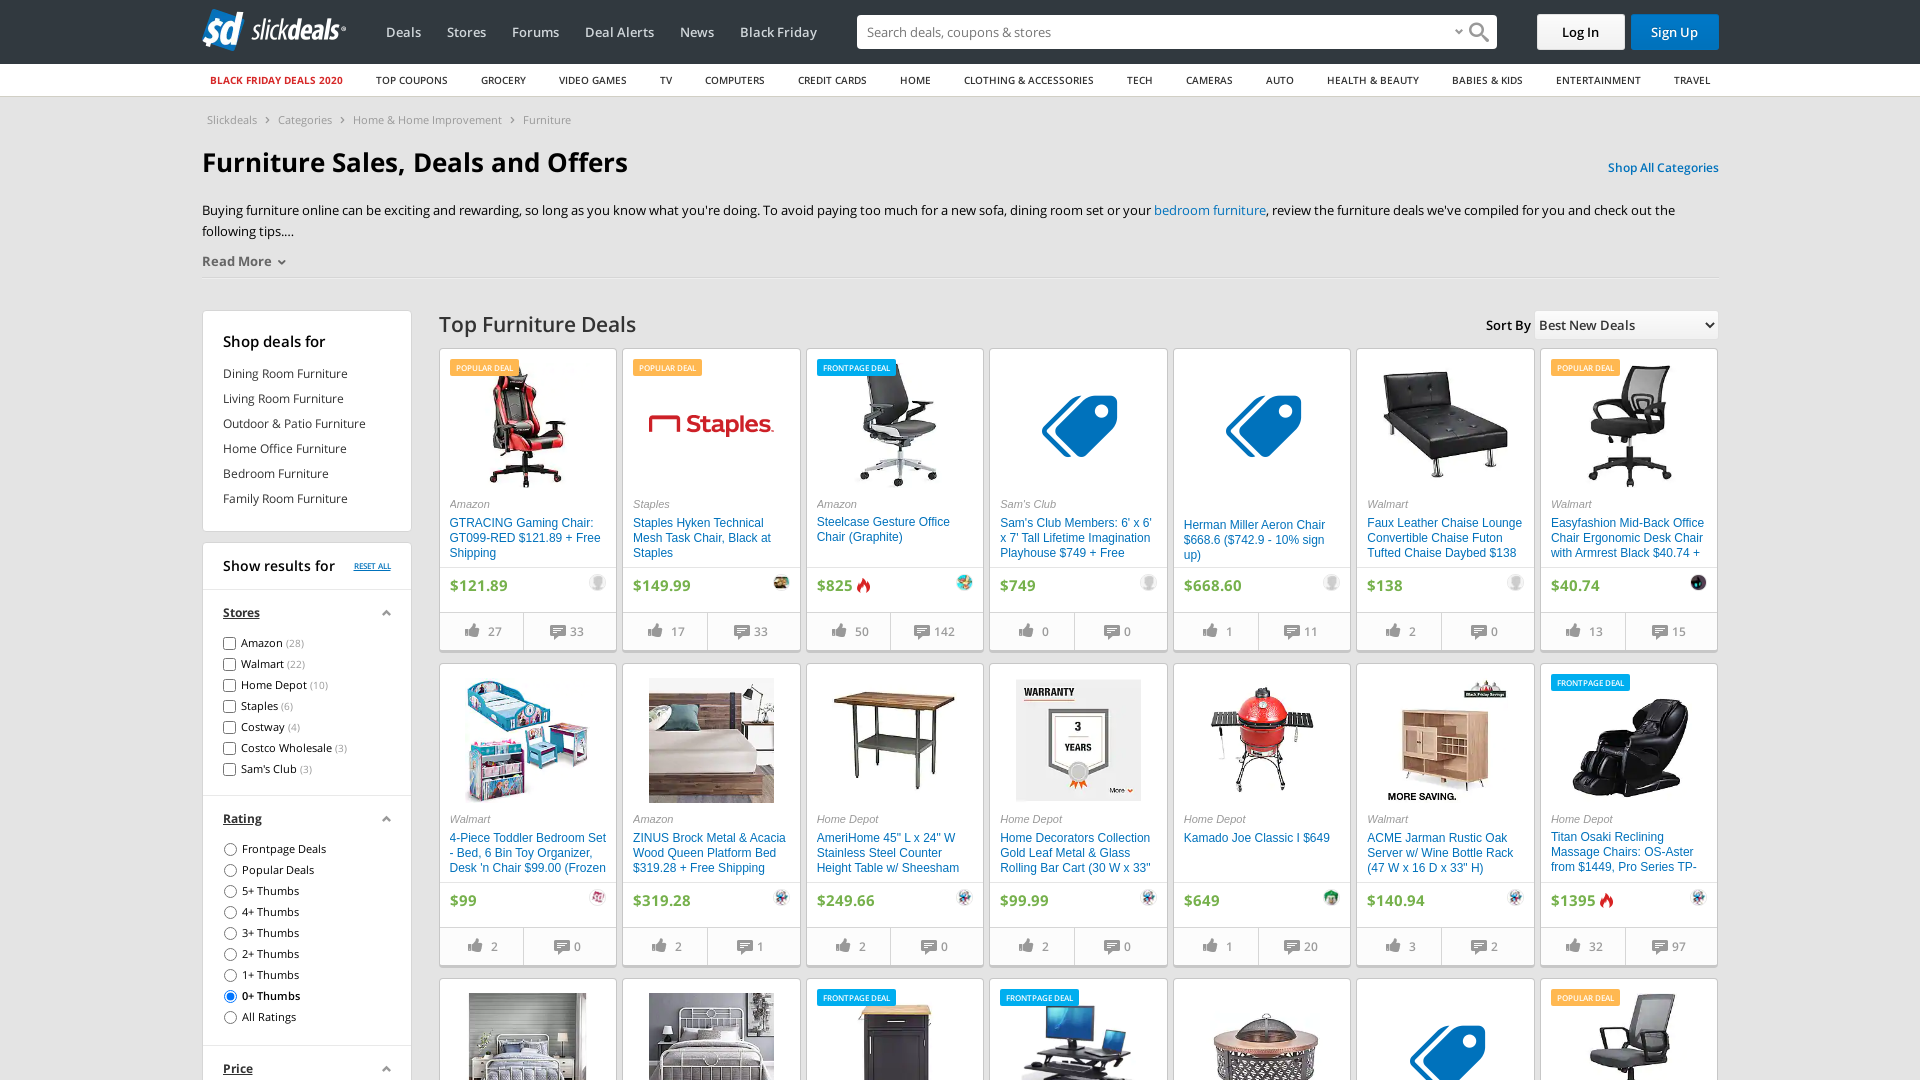 sd slickdeals
Deals Stores Forums Deal Alerts News Black Friday
Search deals, coupons & stores
Log In
Sign Up
BLACK FRIDAY DEALS 2020 TOP COUPONS GROCERY VIDEO GAMES TV COMPUTERS CREDIT CARDS HOME CLOTHING & ACCESSORIES TECH CAMERAS AUTO HEALTH & BEAUTY BABIES & KIDS ENTERTAINMENT TRAVEL
Slickdeals > Categories > Home & Home Improvement > Furniture
Furniture Sales, Deals and Offers
Shop All Categories
Buying furniture online can be exciting and rewarding, so long as you know what you're doing. To avoid paying too much for a new sofa, dining room set or your bedroom furniture, review the furniture deals we've compiled for you and check out the
following tips....
Read More
Shop deals for
Dining Room Furniture
Living Room Furniture
Outdoor & Patio Furniture
Home Office Furniture
Bedroom Furniture
Family Room Furniture
Show results for
RESET ALL
Stores
Amazon (28)
Walmart (22)
Home Depot (10)
Staples (6)
Costway (4)
Costco Wholesale (3)
Sam's Club (3)
Rating
Frontpage Deals
Popular Deals
5+ Thumbs
4+ Thumbs
3+ Thumbs
2+ Thumbs
1+ Thumbs
0+ Thumbs
All Ratings
Price
Top Furniture Deals
Sort By Best New Deals
POPULAR DEAL
Amazon
GTRACING Gaming Chair:
GT099-RED $121.89 + Free
Shipping
$121.89
27 33
POPULAR DEAL
Staples
Staples
Staples Hyken Technical
Mesh Task Chair, Black at
Staples
$149.99
17 33
FRONTPAGE DEAL
Amazon
Steelcase Gesture Office
Chair (Graphite)
$825
50 142
Sam's Club
Sam's Club Members: 6' x 6'
x 7' Tall Lifetime Imagination
Playhouse $749 + Free
$749
0 0
Herman Miller Aeron Chair
$668.6 ($742.9 - 10% sign
up)
$668.60
1 11
Walmart
Faux Leather Chaise Lounge
Convertible Chaise Futon
Tufted Chaise Daybed $138
$138
2 0
POPULAR DEAL
Walmart
Easyfashion Mid-Back Office
Chair Ergonomic Desk Chair
with Armrest Black $40.74 +
$40.74
13 15
Walmart
4-Piece Toddler Bedroom Set
- Bed, 6 Bin Toy Organizer,
Desk 'n Chair $99.00 (Frozen
$99
2 0
Amazon
ZINUS Brock Metal & Acacia
Wood Queen Platform Bed
$319.28 + Free Shipping
$319.28
2 1
Home Depot
AmeriHome 45" L x 24" W
Stainless Steel Counter
Height Table w/ Sheesham
$249.66
2 0
WARRANTY
3
YEARS
More
Home Depot
Home Decorators Collection
Gold Leaf Metal & Glass
Rolling Bar Cart (30 W x 33"
$99.99
2 0
Home Depot
Kamado Joe Classic I $649
$649
1 20
Black Friday Savings
MORE SAVING.
Walmart
ACME Jarman Rustic Oak
Server w/ Wine Bottle Rack
(47 W x 16 D x 33" H)
$140.94
3 2
FRONTPAGE DEAL
Home Depot
Titan Osaki Reclining
Massage Chairs: OS-Aster
from $1449, Pro Series TP-
$1395
32 97
FRONTPAGE DEAL
FRONTPAGE DEAL
POPULAR DEAL